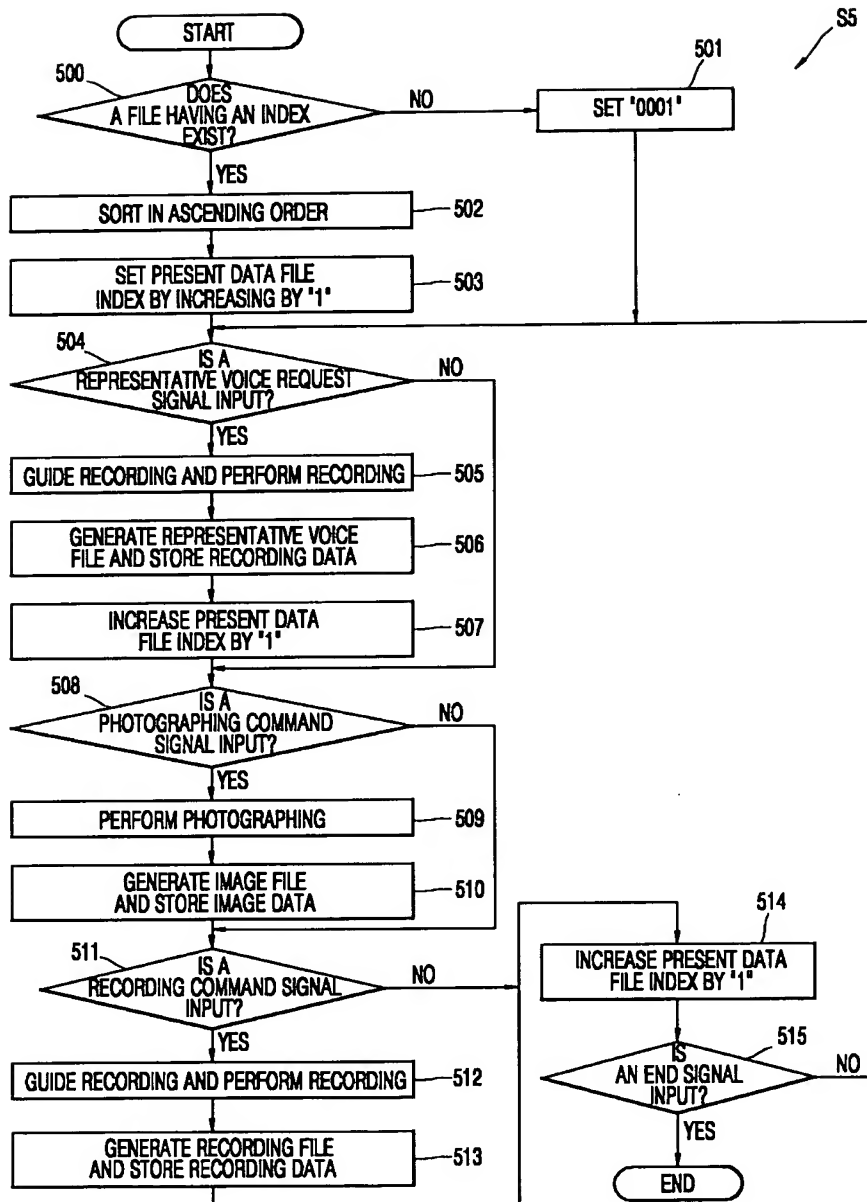 START
S5
500
DOES
A FILE HAVING AN INDEX
EXIST?
NO
501
SET "0001"
YES
SORT IN ASCENDING ORDER
502
SET PRESENT DATA FILE
INDEX BY INCREASING BY "1"
503
504
IS A
REPRESENTATIVE VOICE REQUEST
SIGNAL INPUT?
NO
YES
GUIDE RECORDING AND PERFORM RECORDING
505
GENERATE REPRESENTATIVE VOICE
FILE AND STORE RECORDING DATA
506
INCREASE PRESENT DATA
FILE INDEX BY "1"
507
508
IS A
PHOTOGRAPHING COMMAND
SIGNAL INPUT?
NO
YES
PERFORM PHOTOGRAPHING
509
GENERATE IMAGE FILE
AND STORE IMAGE DATA
510
511
IS A
RECORDING COMMAND SIGNAL
INPUT?
NO
YES
GUIDE RECORDING AND PERFORM RECORDING
512
GENERATE RECORDING FILE
AND STORE RECORDING DATA
513
514
INCREASE PRESENT DATA
FILE INDEX BY "1"
515
IS
AN END SIGNAL
INPUT?
NO
YES
END